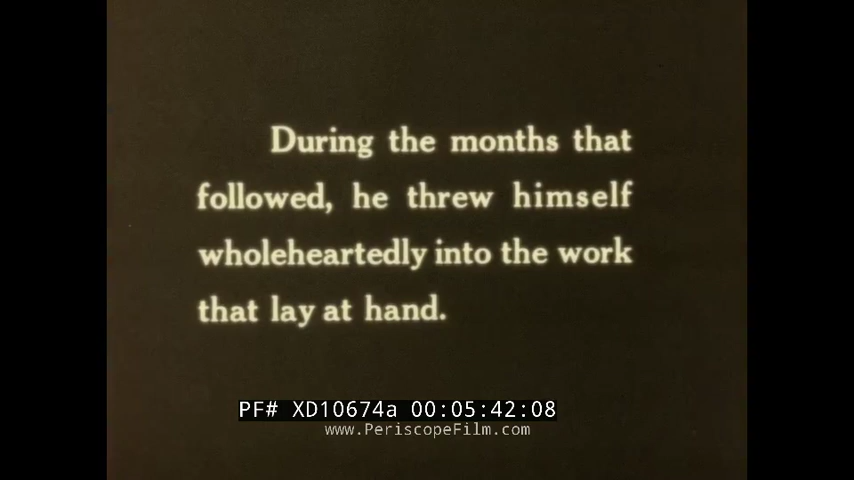 During the months that
followed, he threw himself
wholeheartedly into the work
that lay at hand.
PF# XD10674a 00:05:42:08
www.PeriscopeFilm.com